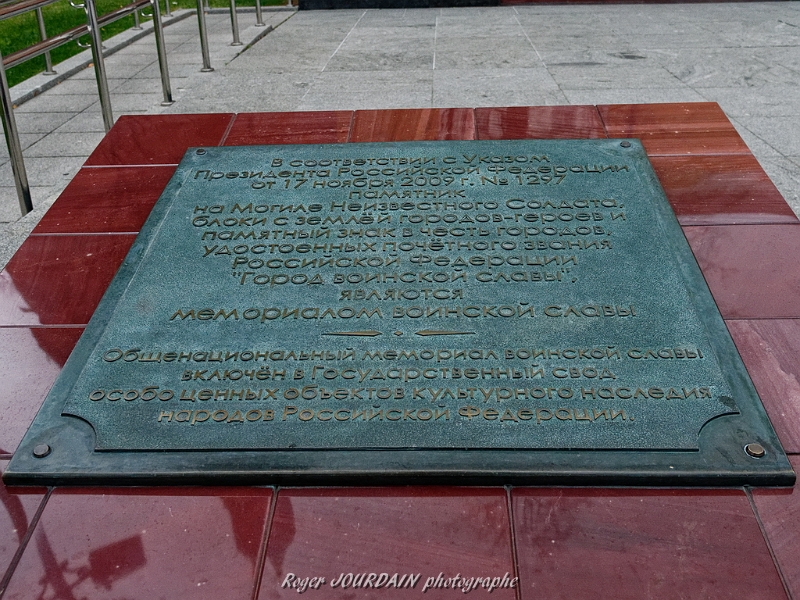 В соответствии с Указом
Президента Российской Федерации
от 17 ноября 2009 г. № 1297
памятник
на Могиле Неизвестного Солдата,
блоки с землёй городов-героев и
памятный знак в честь городов,
удостоенных почётного звания
Российской Федерации
"Город воинской славы",
являются
мемориалом воинской славы
Общенациональный мемориал воинской славы
включён в Государственный свод
особо ценных объектов культурного наследия
народов Российской Федерации.
Roger JOURDAIN photographe